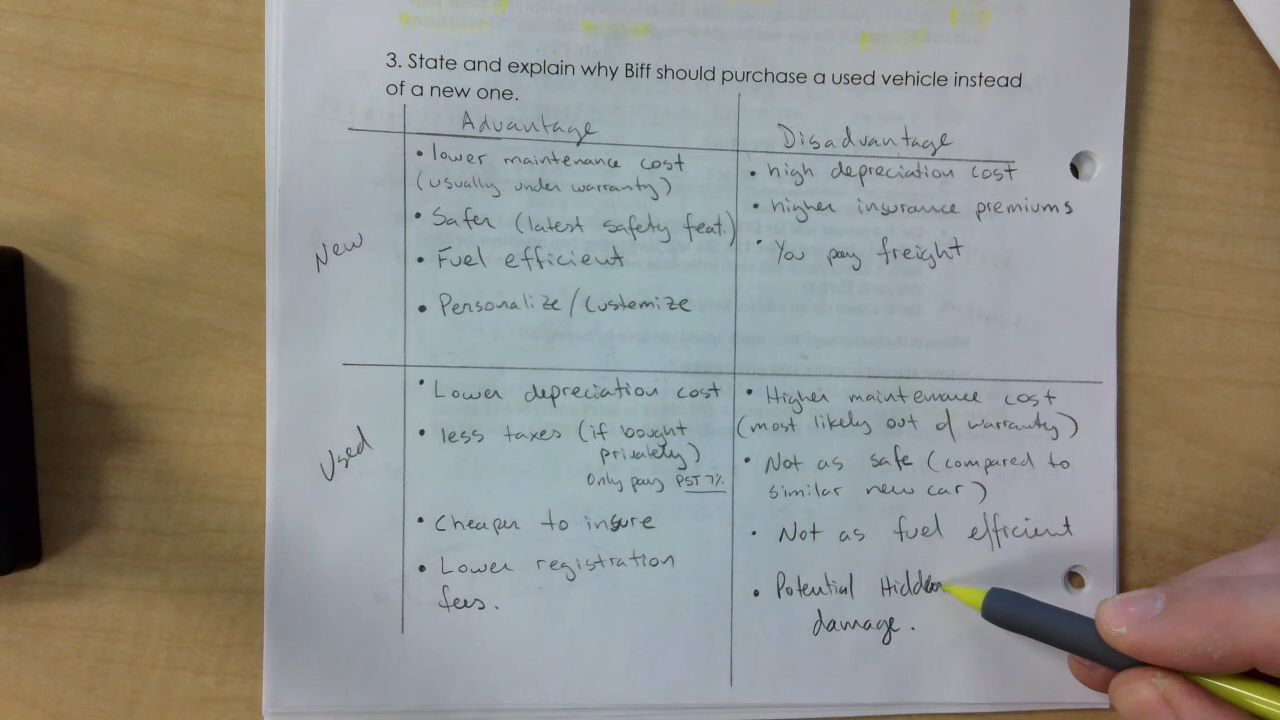 3. State and explain why Biff should purchase a used vehicle instead
of a new one.
Advantage
Disadvantage
New
• lower maintenance cost
(usually under warranty)
• Safer (latest safety feat.)
• Fuel efficient
• Personalize/Custemize
• high depreciation cost
• higher insurance premiums
• You pay freight
Used
• Lower depreciation cost
• less taxes (if bought
privately)
Only pay PST 7%
• Cheaper to insure
• Lower registration
fees.
• Higher maintenance cost
(most likely out of warranty)
• Not as safe (compared to
similar new car)
• Not as fuel efficient
• Potential Hidden
damage.